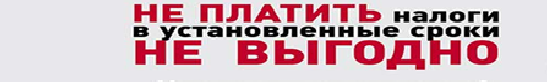 НЕ ПЛАТИТЬ налоги
в установленные сроки
НЕ ВЫГОДНО